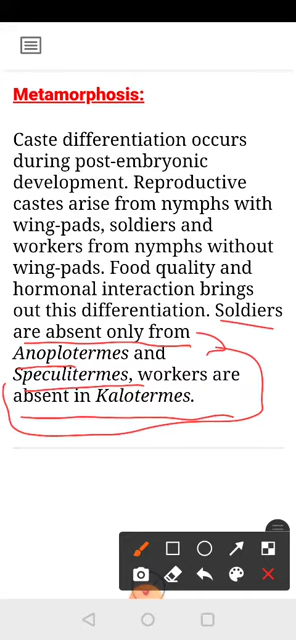 Metamorphosis:
Caste differentiation occurs
during post-embryonic
development. Reproductive
castes arise from nymphs with
wing-pads, soldiers and
workers from nymphs without
wing-pads. Food quality and
hormonal interaction brings
out this differentiation. Soldiers
are absent only from
Anoplotermes and
Speculitermes, workers are
absent in Kalotermes.